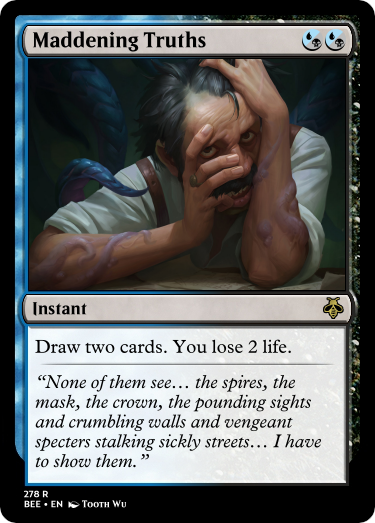 Maddening Truths
Instant
Draw two cards. You lose 2 life.
“None of them see… the spires, the
mask, the crown, the pounding sights
and crumbling walls and vengeant
specters stalking sickly streets… I have
to show them.”
278 R
BEE • EN Tooth Wu